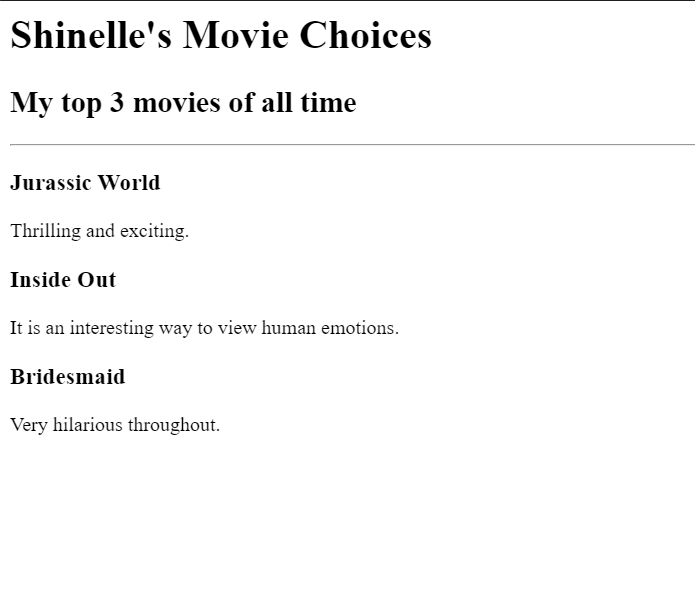 Shinelle's Movie Choices
My top 3 movies of all time
Jurassic World
Thrilling and exciting.
Inside Out
It is an interesting way to view human emotions.
Bridesmaid
Very hilarious throughout.